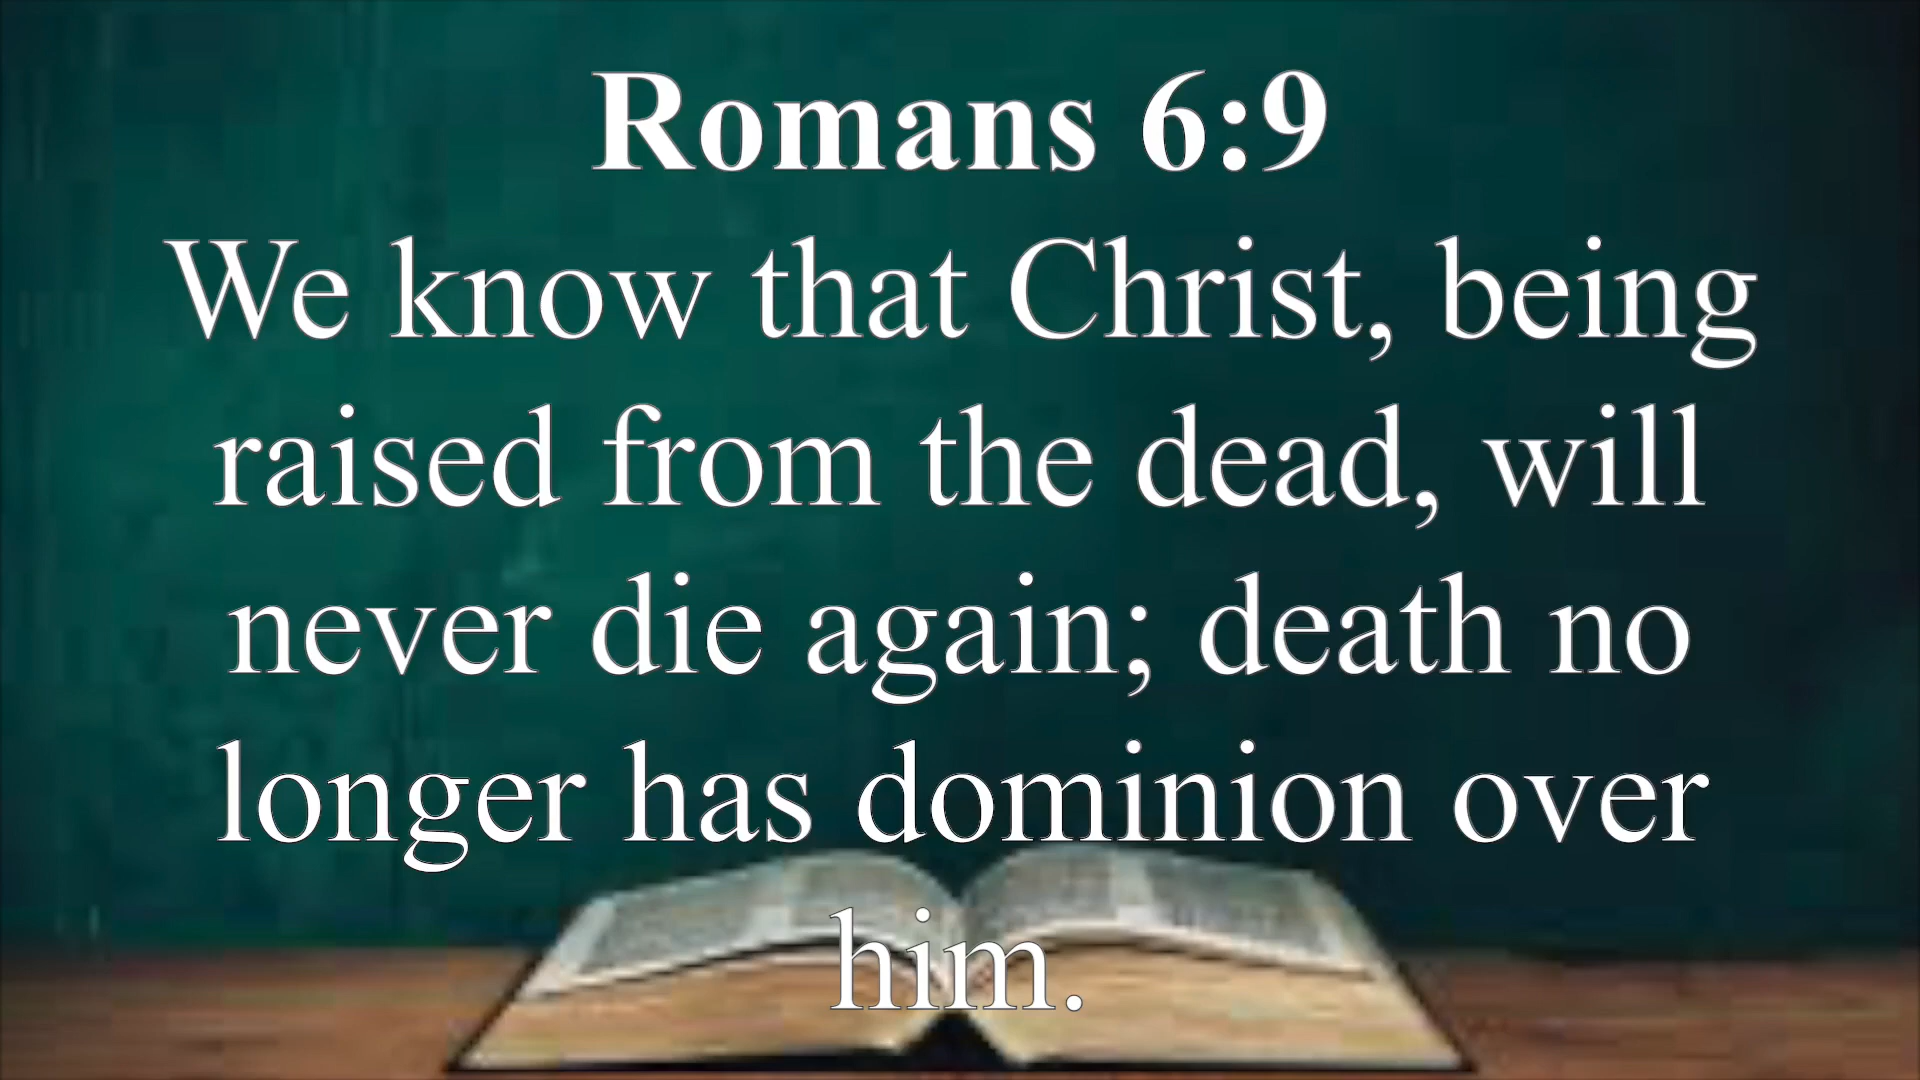 Romans 6:9
We know that Christ, being
raised from the dead, will
never die again; death no
longer has dominion over
him.